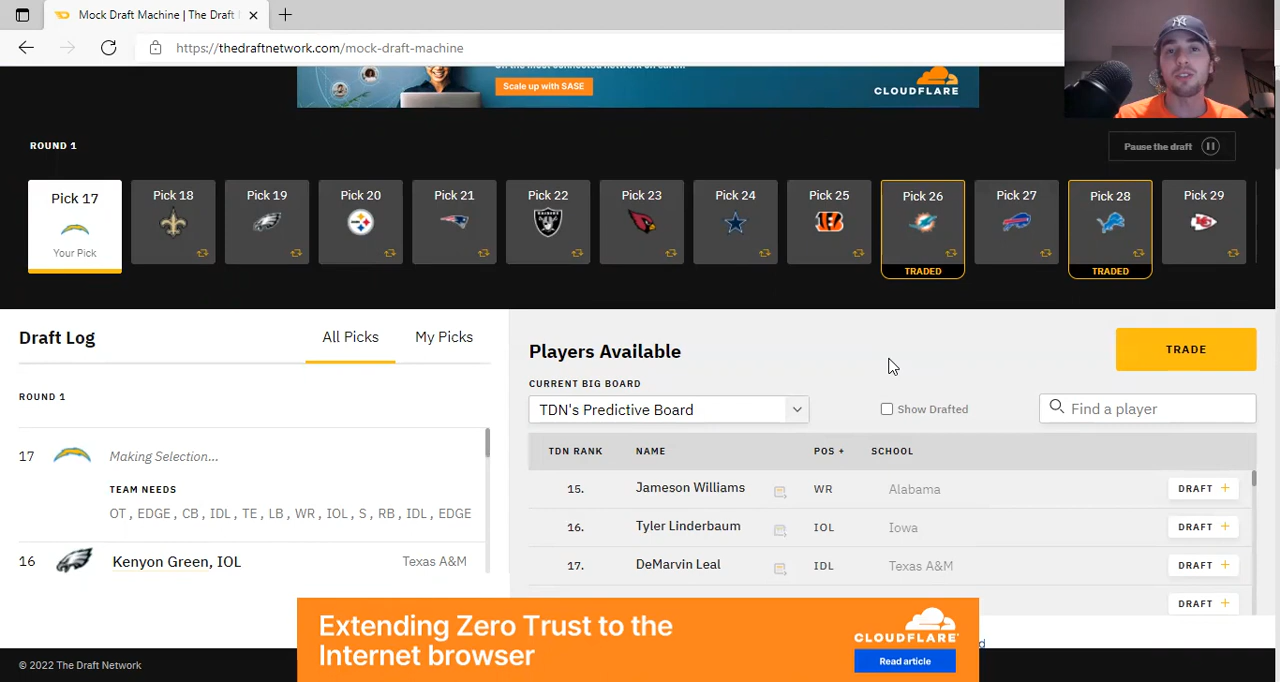 Mock Draft Machine | The Draft
https://thedraftnetwork.com/mock-draft-machine
Scale up with SASE
CLOUDFLARE
ROUND 1
Pause the draft
Pick 17
Your Pick
Pick 18
Pick 19
Pick 20
Pick 21
Pick 22
Pick 23
Pick 24
Pick 25
Pick 26
TRADED
Pick 27
Pick 28
TRADED
Pick 29
Draft Log
All Picks
My Picks
ROUND 1
17
Making Selection...
TEAM NEEDS
OT , EDGE , CB , IDL , TE , LB , WR , IOL , S , RB , IDL , EDGE
16
Kenyon Green, IOL
Texas A&M
Players Available
TRADE
CURRENT BIG BOARD
TDN's Predictive Board
Show Drafted
Find a player
TDN RANK NAME POS + SCHOOL
15. Jameson Williams WR Alabama DRAFT +
16. Tyler Linderbaum IOL Iowa DRAFT +
17. DeMarvin Leal IDL Texas A&M DRAFT +
DRAFT +
Extending Zero Trust to the
Internet browser
CLOUDFLARE
Read article
© 2022 The Draft Network